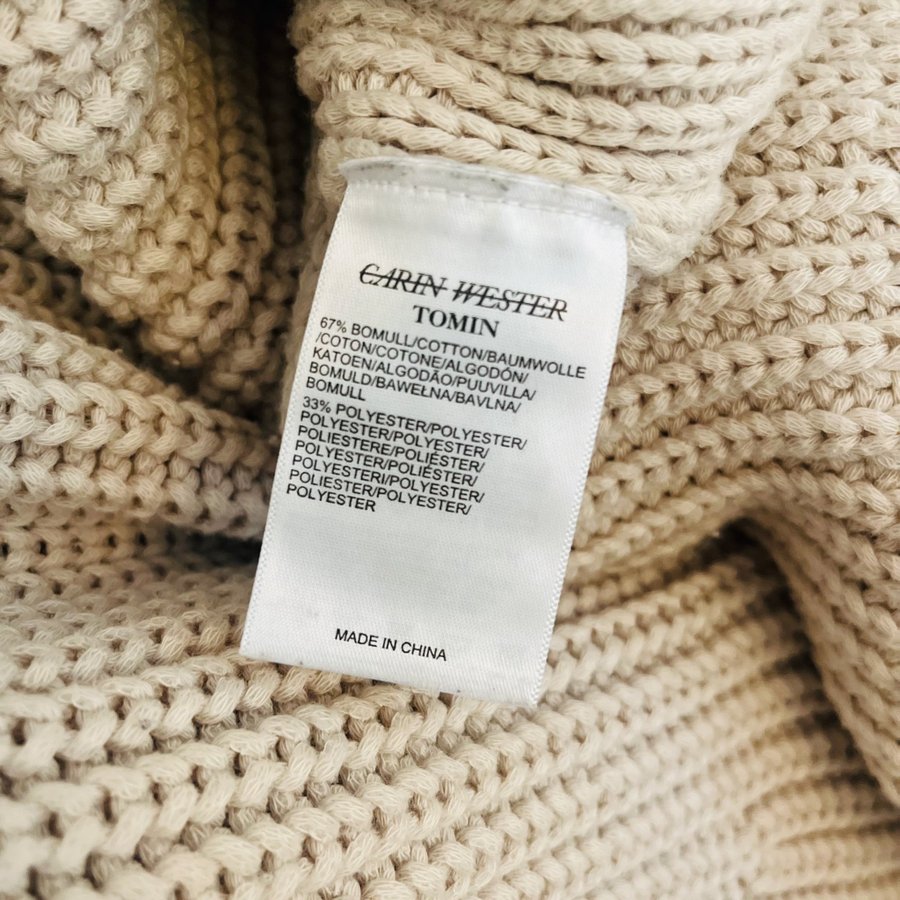 CARIN WESTER
TOMIN
67% BOMULL/COTTON/BAUMWOLLE
/COTON/COTONE/ALGODÓN/
KATOEN/ALGODÃO/PUUVILLA/
BOMULD/BAWEŁNA/BAVLNA/
BOMULL
33% POLYESTER/POLYESTER/
POLYESTER/POLYESTER/
POLIESTERE/POLIÉSTER/
POLYESTER/POLIÉSTER/
POLYESTERI/POLYESTER/
POLIESTER/POLYESTER/
POLYESTER
MADE IN CHINA